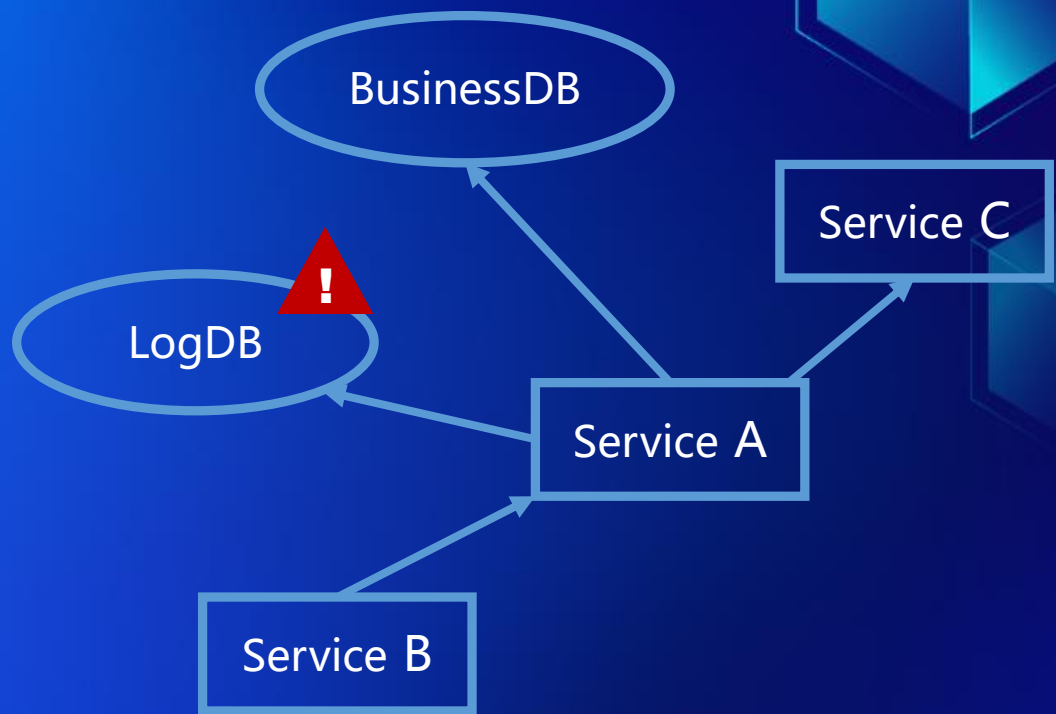 BusinessDB
Service C
!
LogDB
Service A
Service B